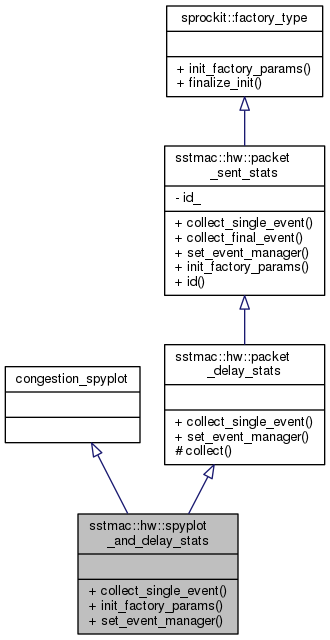 sprockit::factory_type
+ init_factory_params()
+ finalize_init()
sstmac::hw::packet
_sent_stats
- id_
+ collect_single_event()
+ collect_final_event()
+ set_event_manager()
+ init_factory_params()
+ id()
sstmac::hw::packet
_delay_stats
+ collect_single_event()
+ set_event_manager()
# collect()
congestion_spyplot
sstmac::hw::spyplot
_and_delay_stats
+ collect_single_event()
+ init_factory_params()
+ set_event_manager()